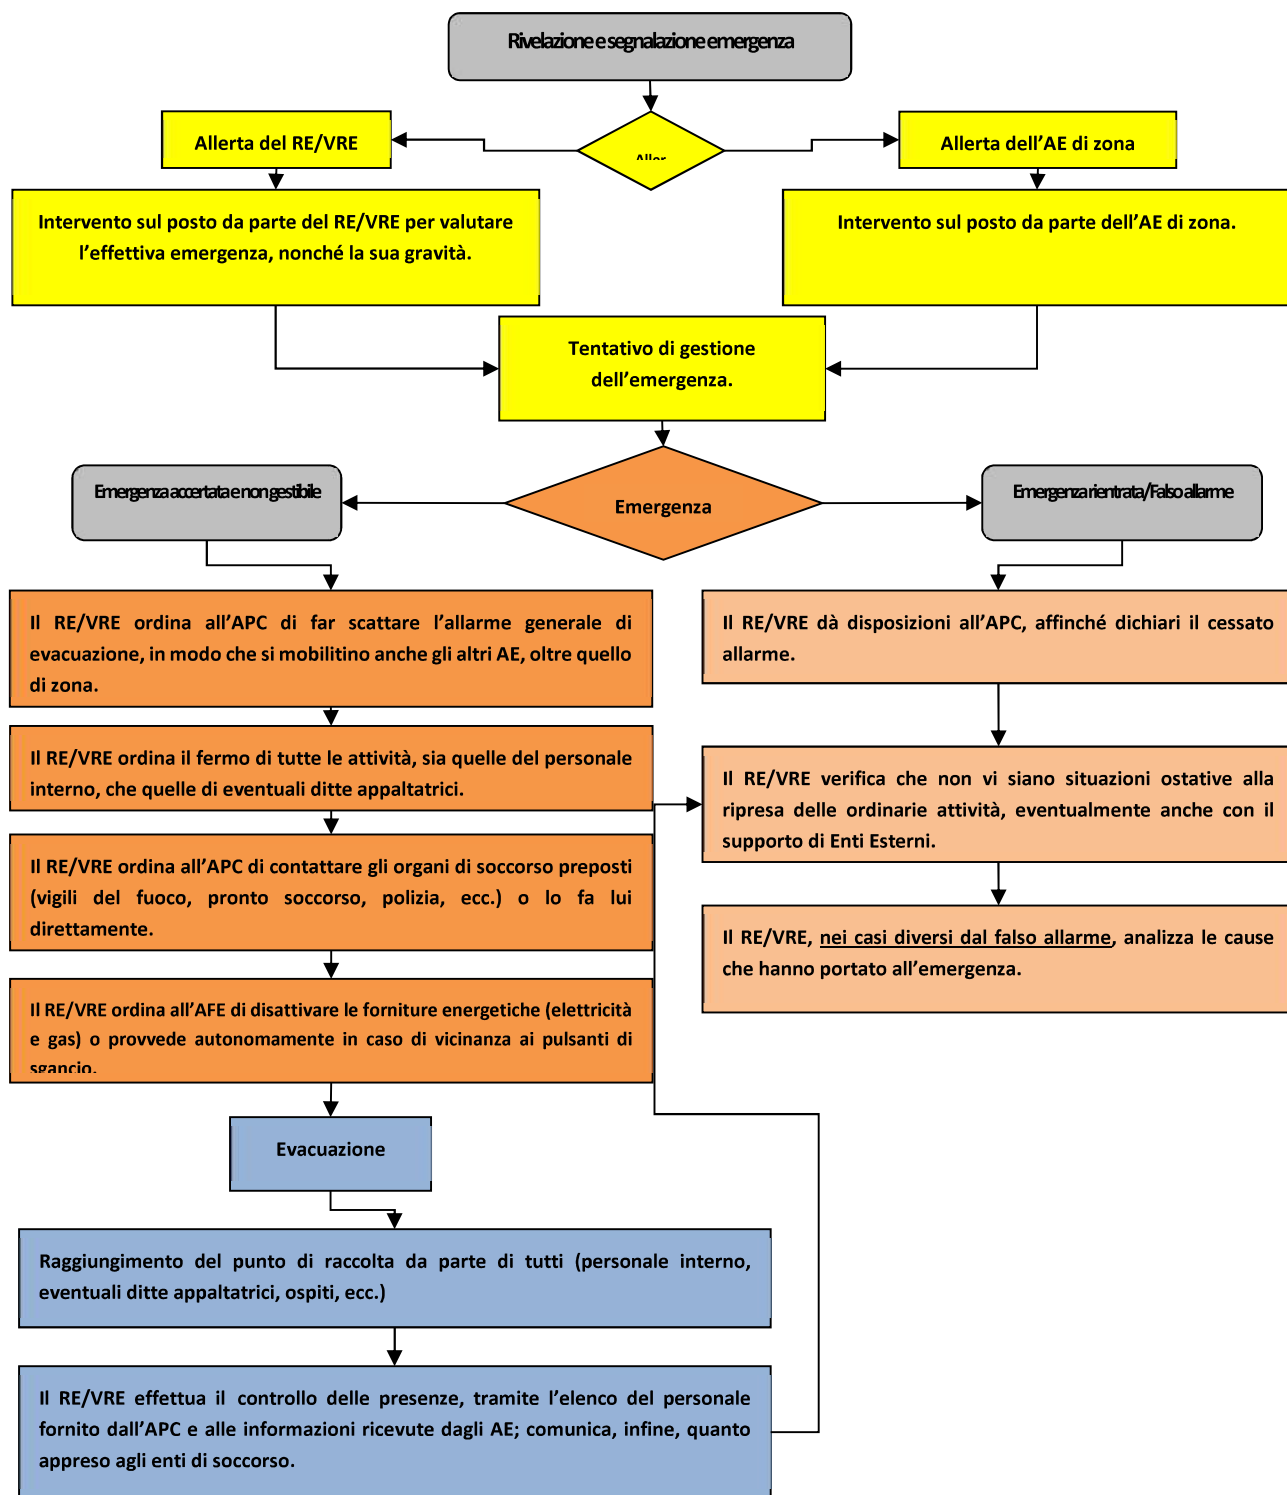 Rivelazione e segnalazione emergenza
Allerta del RE/VRE
Aller
Allerta dell'AE di zona
Intervento sul posto da parte del RE/VRE per valutare
l'effettiva emergenza, nonché la sua gravità.
Intervento sul posto da parte dell'AE di zona.
Tentativo di gestione
dell'emergenza.
Emergenza accertata e non gestibile
Emergenza
Emergenza rientrata/Falso allarme
Il RE/VRE ordina all'APC di far scattare l'allarme generale di
evacuazione, in modo che si mobilitino anche gli altri AE, oltre quello
di zona.
Il RE/VRE ordina il fermo di tutte le attività, sia quelle del personale
interno, che quelle di eventuali ditte appaltatrici.
Il RE/VRE ordina all'APC di contattare gli organi di soccorso preposti
(vigili del fuoco, pronto soccorso, polizia, ecc.) o lo fa lui
direttamente.
Il RE/VRE ordina all'AFE di disattivare le forniture energetiche (elettricità
e gas) o provvede autonomamente in caso di vicinanza ai pulsanti di
sgancio.
Il RE/VRE dà disposizioni all'APC, affinché dichiari il cessato
allarme.
Il RE/VRE verifica che non vi siano situazioni ostative alla
ripresa delle ordinarie attività, eventualmente anche con il
supporto di Enti Esterni.
Il RE/VRE, nei casi diversi dal falso allarme, analizza le cause
che hanno portato all'emergenza.
Evacuazione
Raggiungimento del punto di raccolta da parte di tutti (personale interno,
eventuali ditte appaltatrici, ospiti, ecc.)
Il RE/VRE effettua il controllo delle presenze, tramite l'elenco del personale
fornito dall'APC e alle informazioni ricevute dagli AE; comunica, infine, quanto
appreso agli enti di soccorso.